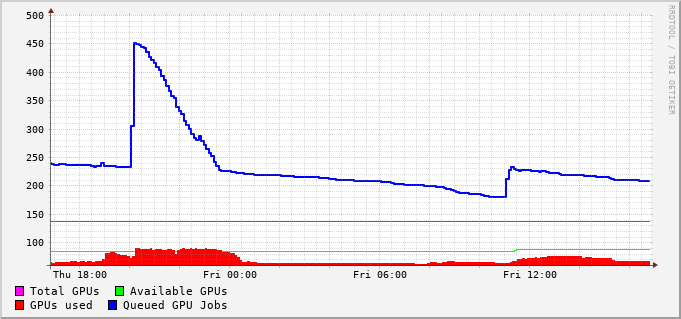 500
450
400
350
300
250
200
150
100
Thu 18:00 Fri 00:00 Fri 06:00 Fri 12:00
Total GPUs Available GPUs
GPUs used Queued GPU Jobs
RRDTOOL / TOBI OETIKER